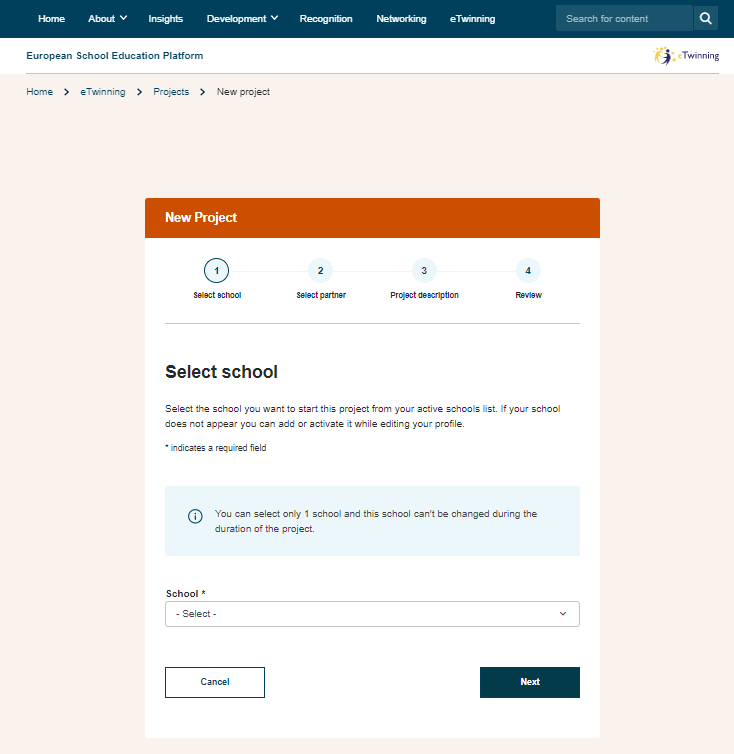 Home About Insights Development Recognition Networking eTwinning Search for content
European School Education Platform eTwinning
Home eTwinning Projects New project
New Project
1 2 3 4
Select school Select partner Project description Review
Select school
Select the school you want to start this project from your active schools list. If your school
does not appear you can add or activate it while editing your profile.
* indicates a required field
You can select only 1 school and this school can't be changed during the
duration of the project.
School *
- Select -
Cancel Next